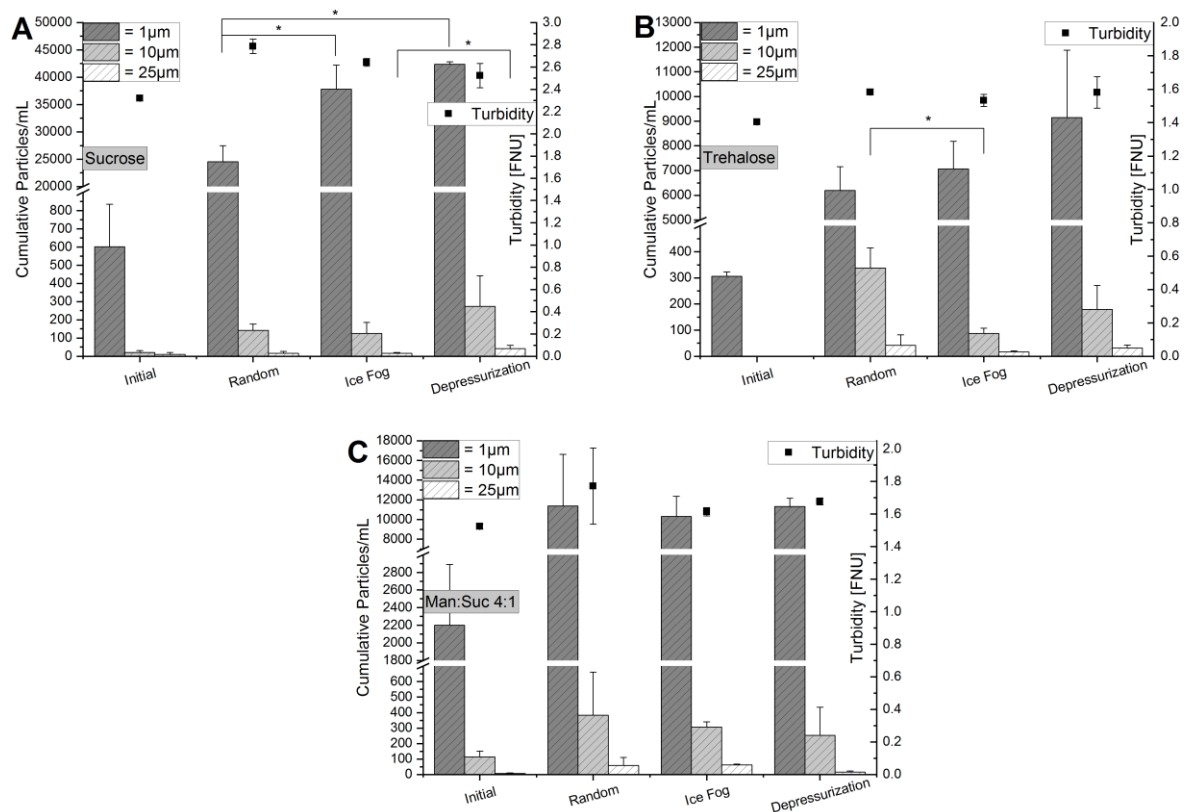 A
= 1µm
= 10µm
= 25µm
*
*
*
Turbidity
Sucrose
Cumulative Particles/mL
50000
45000
40000
35000
30000
25000
20000
800
700
600
500
400
300
200
100
0
Turbidity [FNU]
3.0
2.8
2.6
2.4
2.2
2.0
1.8
1.6
1.4
1.2
1.0
0.8
0.6
0.4
0.2
0.0
Initial
Random
Ice Fog
Depressurization
B
= 1µm
= 10µm
= 25µm
Turbidity
*
Trehalose
Cumulative Particles/mL
13000
12000
11000
10000
9000
8000
7000
6000
5000
400
300
200
100
0
Turbidity [FNU]
2.0
1.8
1.6
1.4
1.2
1.0
0.8
0.6
0.4
0.2
0.0
Initial
Random
Ice Fog
Depressurization
C
= 1µm
= 10µm
= 25µm
Turbidity
Man:Suc 4:1
Cumulative Particles/mL
18000
16000
14000
12000
10000
8000
2800
2600
2400
2200
2000
1800
600
500
400
300
200
100
0
Turbidity [FNU]
2.0
1.8
1.6
1.4
1.2
1.0
0.8
0.6
0.4
0.2
0.0
Initial
Random
Ice Fog
Depressurization